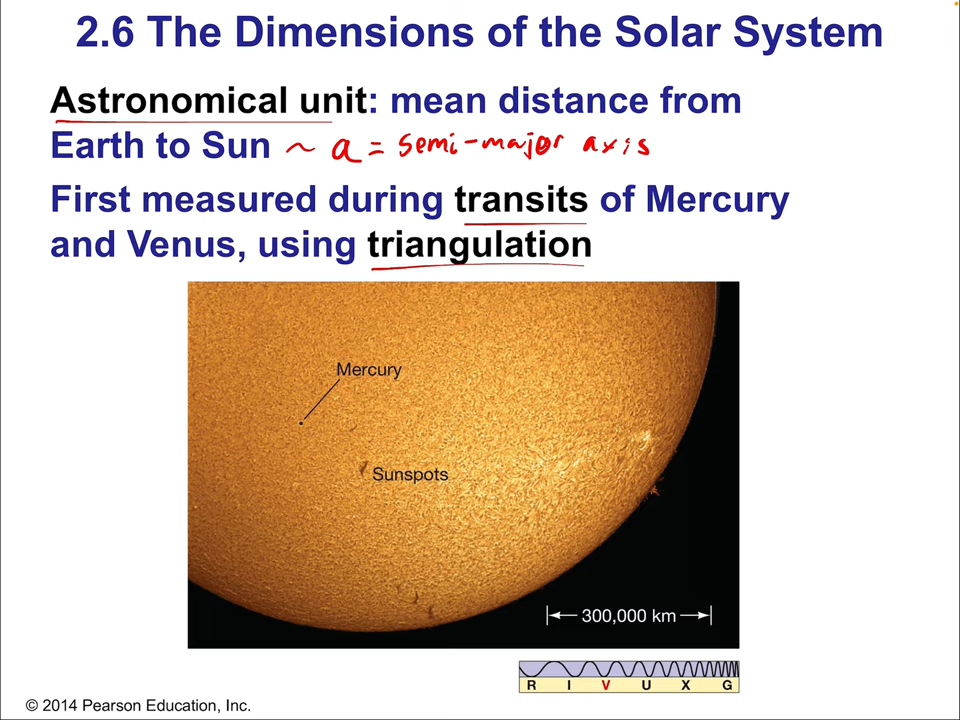 2.6 The Dimensions of the Solar System
Astronomical unit: mean distance from
Earth to Sun ~ a = semi-major axis
First measured during transits of Mercury
and Venus, using triangulation
Mercury
Sunspots
300,000 km
R I V U X G
© 2014 Pearson Education, Inc.